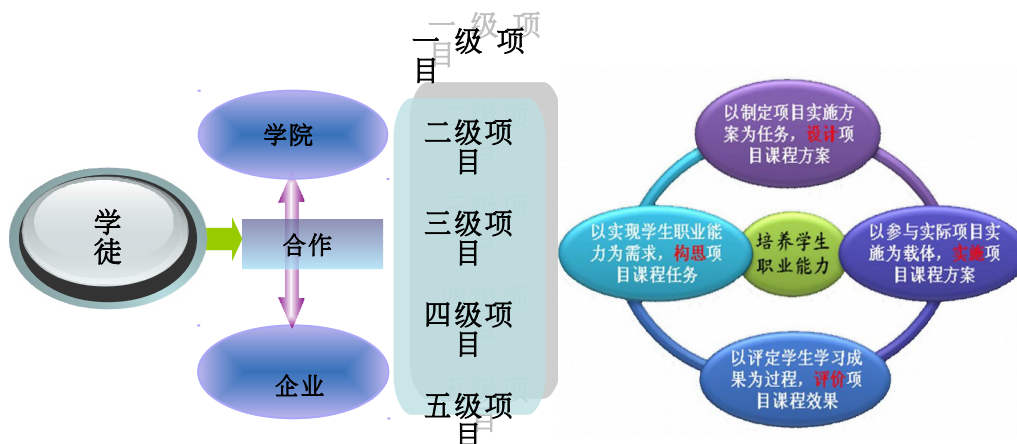 学
徒
学院
合作
企业
一 级 项
目
二级项
目
三级项
目
四级项
目
五级项
目
以制定项目实施方
案为任务，设计项
目课程方案
以实现学生职业能
力为需求，构思项
目课程任务
培养学生
职业能力
以参与实际项目实
施为载体，实施项
目课程方案
以评定学生学习成
果为过程，评价项
目课程效果